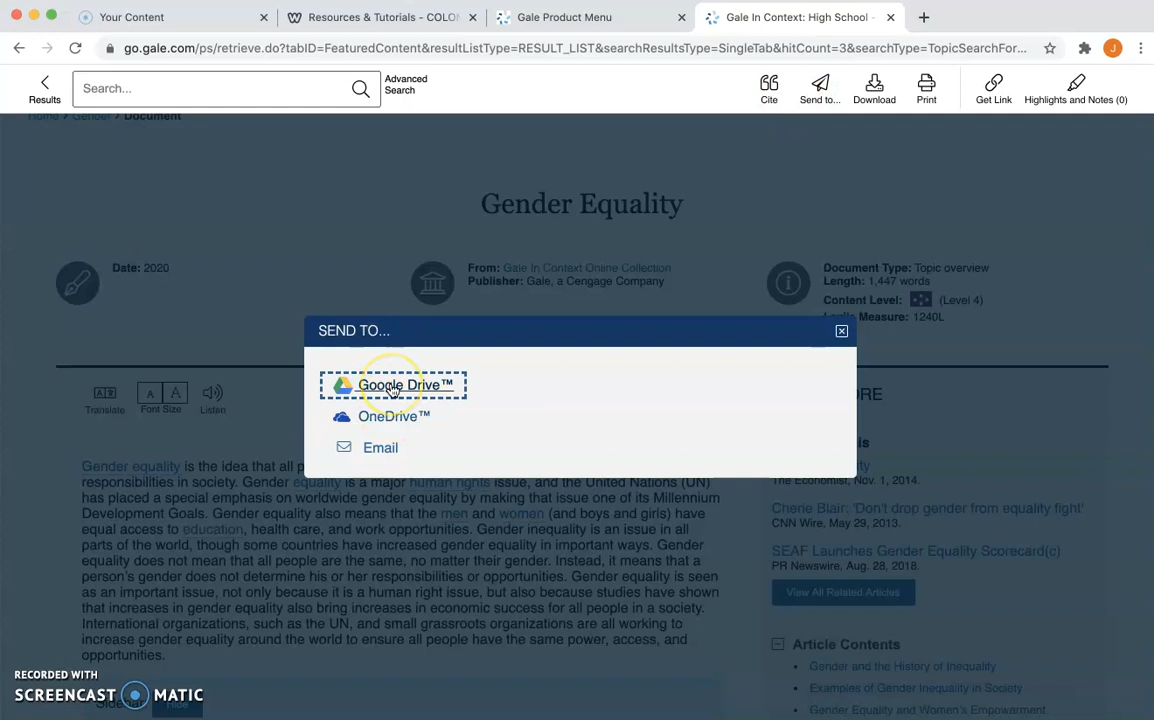 Your Content
Resources & Tutorials - COLON
Gale Product Menu
Gale In Context: High School -
go.gale.com/ps/retrieve.do?tabID=FeaturedContent&resultListType=RESULT_LIST&searchResultsType=SingleTab&hitCount=3&searchType=TopicSearchFor...
J
Results
Search...
Advanced
Search
Cite
Send to...
Download
Print
Get Link
Highlights and Notes (0)
Home > Gender > Document
Gender Equality
Date: 2020
From: Gale In Context Online Collection
Publisher: Gale, a Cengage Company
Document Type: Topic overview
Length: 1,447 words
Content Level: (Level 4)
Lexile Measure: 1240L
SEND TO...
Google Drive™
OneDrive™
Email
Translate
Font Size
Listen
Gender equality is the idea that all p
responsibilities in society. Gender equality is a major human rights issue, and the United Nations (UN)
has placed a special emphasis on worldwide gender equality by making that issue one of its Millennium
Development Goals. Gender equality also means that the men and women (and boys and girls) have
equal access to education, health care, and work opportunities. Gender inequality is an issue in all
parts of the world, though some countries have increased gender equality in important ways. Gender
equality does not mean that all people are the same, no matter their gender. Instead, it means that a
person's gender does not determine his or her responsibilities or opportunities. Gender equality is seen
as an important issue, not only because it is a human right issue, but also because studies have shown
that increases in gender equality also bring increases in economic success for all people in a society.
International organizations, such as the UN, and small grassroots organizations are all working to
increase gender equality around the world to ensure all people have the same power, access, and
opportunities.
Sidebar: Hide
ORE
The Economist, Nov. 1, 2014.
Cherie Blair: 'Don't drop gender from equality fight'
CNN Wire, May 29, 2013.
SEAF Launches Gender Equality Scorecard(c)
PR Newswire, Aug. 28, 2018.
View All Related Articles
Article Contents
Gender and the History of Inequality
Examples of Gender Inequality in Society
Gender Equality and Women's Empowerment
RECORDED WITH
SCREENCAST MATIC